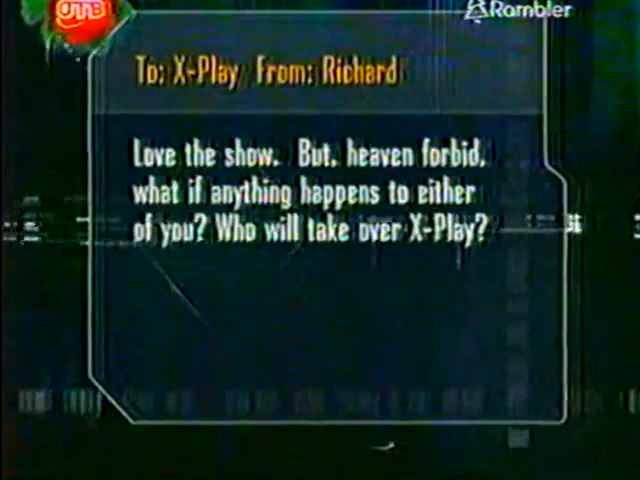 ОТВ
Rambler
To: X-Play From: Richard
Love the show. But, heaven forbid,
what if anything happens to either
of you? Who will take over X-Play?